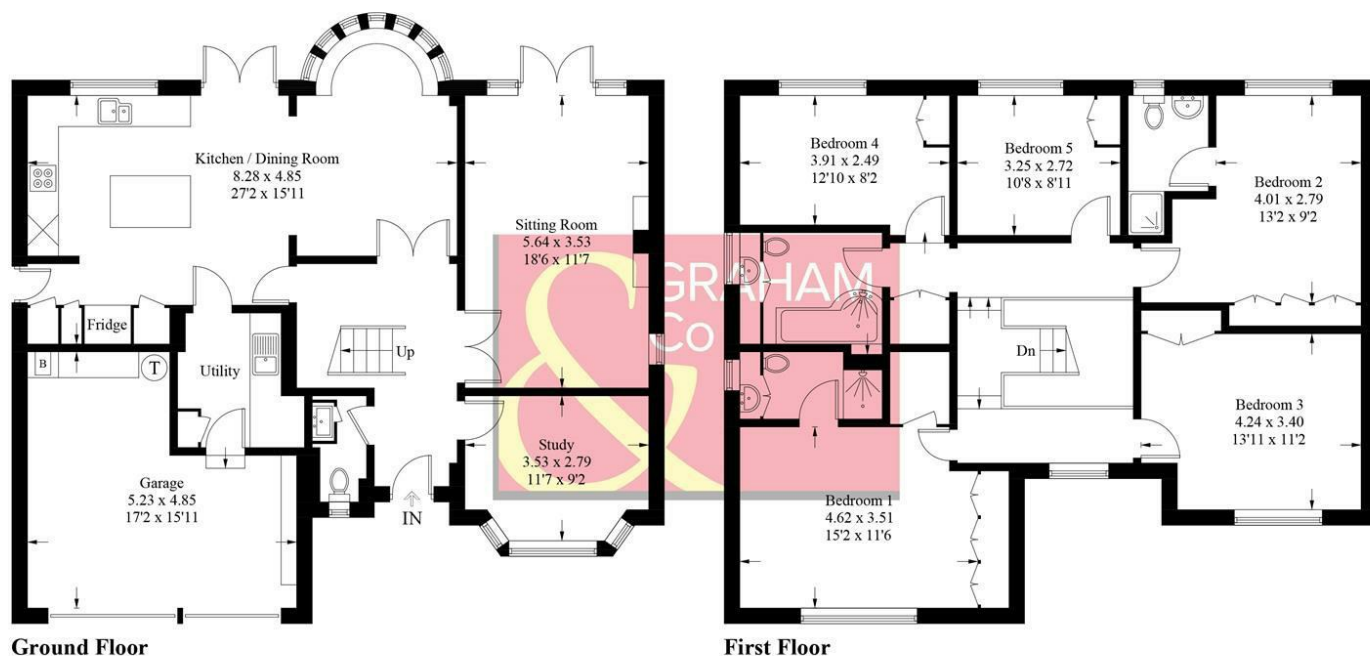 Kitchen / Dining Room
8.28 x 4.85
27'2 x 15'11
Sitting Room
5.64 x 3.53
18'6 x 11'7
Fridge
B
T
Utility
Up
Study
3.53 x 2.79
11'7 x 9'2
Garage
5.23 x 4.85
17'2 x 15'11
IN
Ground Floor
Bedroom 4
3.91 x 2.49
12'10 x 8'2
Bedroom 5
3.25 x 2.72
10'8 x 8'11
Bedroom 2
4.01 x 2.79
13'2 x 9'2
GRAHAM
&
Co
Dn
Bedroom 3
4.24 x 3.40
13'11 x 11'2
Bedroom 1
4.62 x 3.51
15'2 x 11'6
First Floor